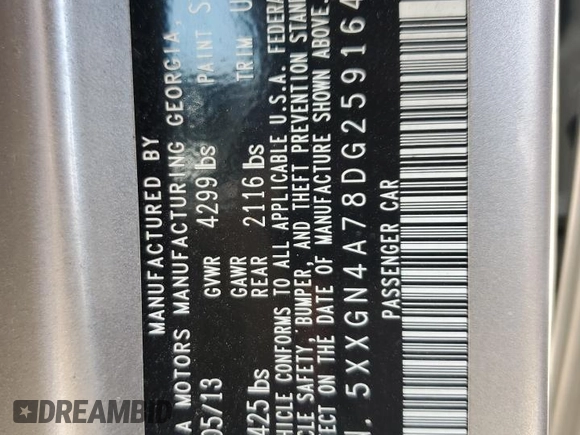 MANUFACTURED BY
A MOTORS MANUFACTURING GEORGIA,
05/13 GVWR 4299 lbs PAINT S
GAWR
425 lbs REAR 2116 lbs TRIM U
HICLE CONFORMS TO ALL APPLICABLE U.S.A. FEDERA
CLE SAFETY, BUMPER, AND THEFT PREVENTION STAN
ECT ON THE DATE OF MANUFACTURE SHOWN ABOVE.
N. 5XXGN4A78DG259164
PASSENGER CAR
DREAMBID